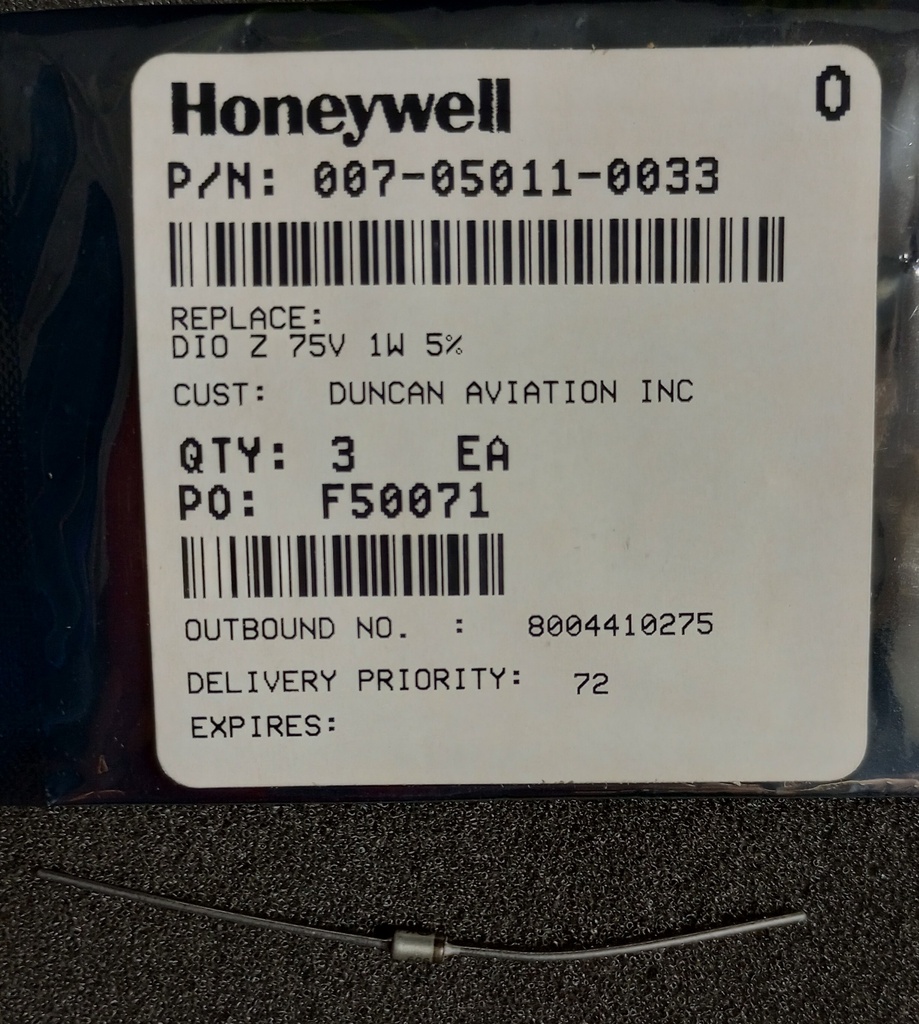 Honeywell 0
P/N: 007-05011-0033
REPLACE:
DIO Z 75V 1W 5%
CUST: DUNCAN AVIATION INC
QTY: 3 EA
PO: F50071
OUTBOUND NO. : 8004410275
DELIVERY PRIORITY: 72
EXPIRES: